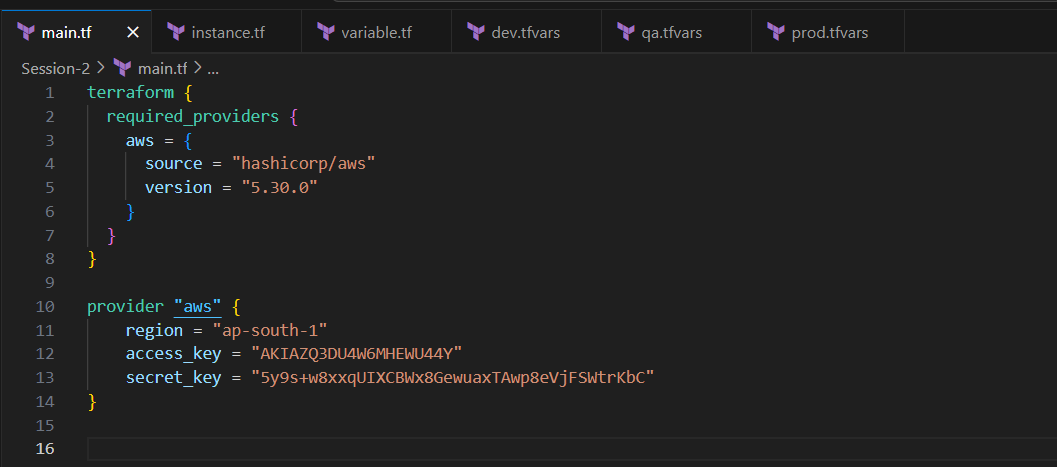 main.tf
instance.tf
variable.tf
dev.tfvars
qa.tfvars
prod.tfvars
Session-2 > main.tf > ...
1 terraform {
2 required_providers {
3 aws = {
4 source = "hashicorp/aws"
5 version = "5.30.0"
6 }
7 }
8 }
9
10 provider "aws" {
11 region = "ap-south-1"
12 access_key = "AKIAZQ3DU4W6MHEWU44Y"
13 secret_key = "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"
14 }
15
16